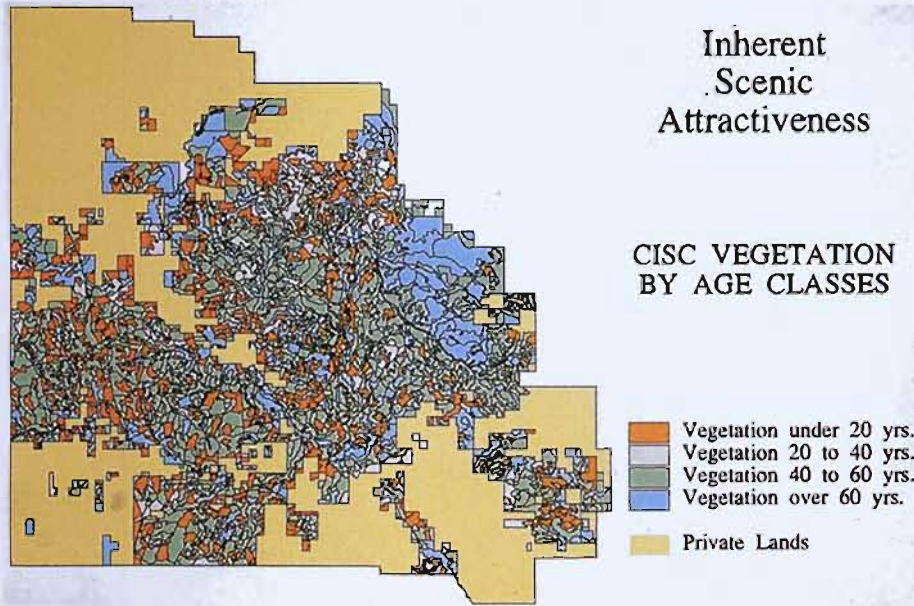 Inherent
Scenic
Attractiveness
CISC VEGETATION
BY AGE CLASSES
Vegetation under 20 yrs.
Vegetation 20 to 40 yrs.
Vegetation 40 to 60 yrs.
Vegetation over 60 yrs.
Private Lands